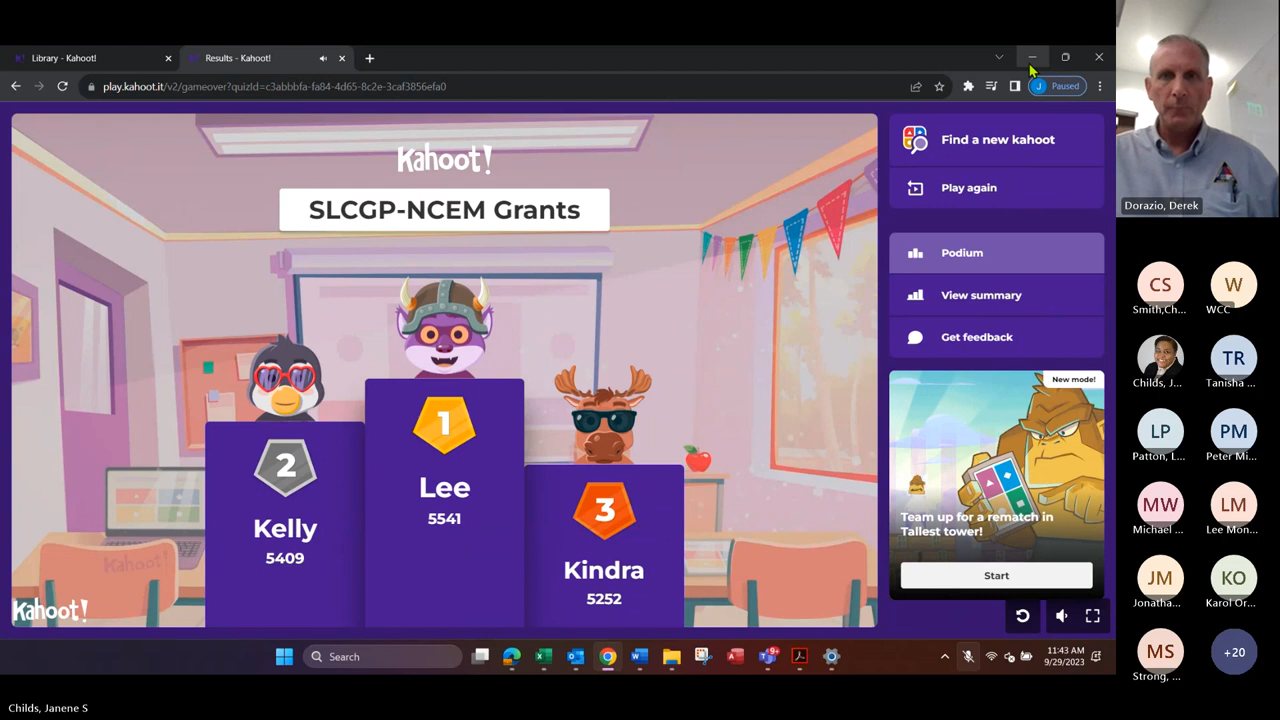 Library - Kahoot!
Results - Kahoot!
play.kahoot.it/v2/gameover?quizId=c3abbbfa-fa84-4d65-8c2e-3caf3856efa0
J
Paused
Kahoot!
SLCGP-NCEM Grants
1
Lee
5541
2
Kelly
5409
3
Kindra
5252
Kahoot!
Kahoot!
Find a new kahoot
Play again
Podium
View summary
Get feedback
New mode!
Team up for a rematch in
Tallest tower!
Start
Search
9+
11:43 AM
9/29/2023
Dorazio, Derek
CS
Smith,Ch...
W
WCC
Childs, J...
TR
Tanisha ...
LP
Patton, L...
PM
Peter Mi...
MW
Michael ...
LM
Lee Mon...
JM
Jonatha...
KO
Karol Or...
MS
Strong, ...
+20
Childs, Janene S